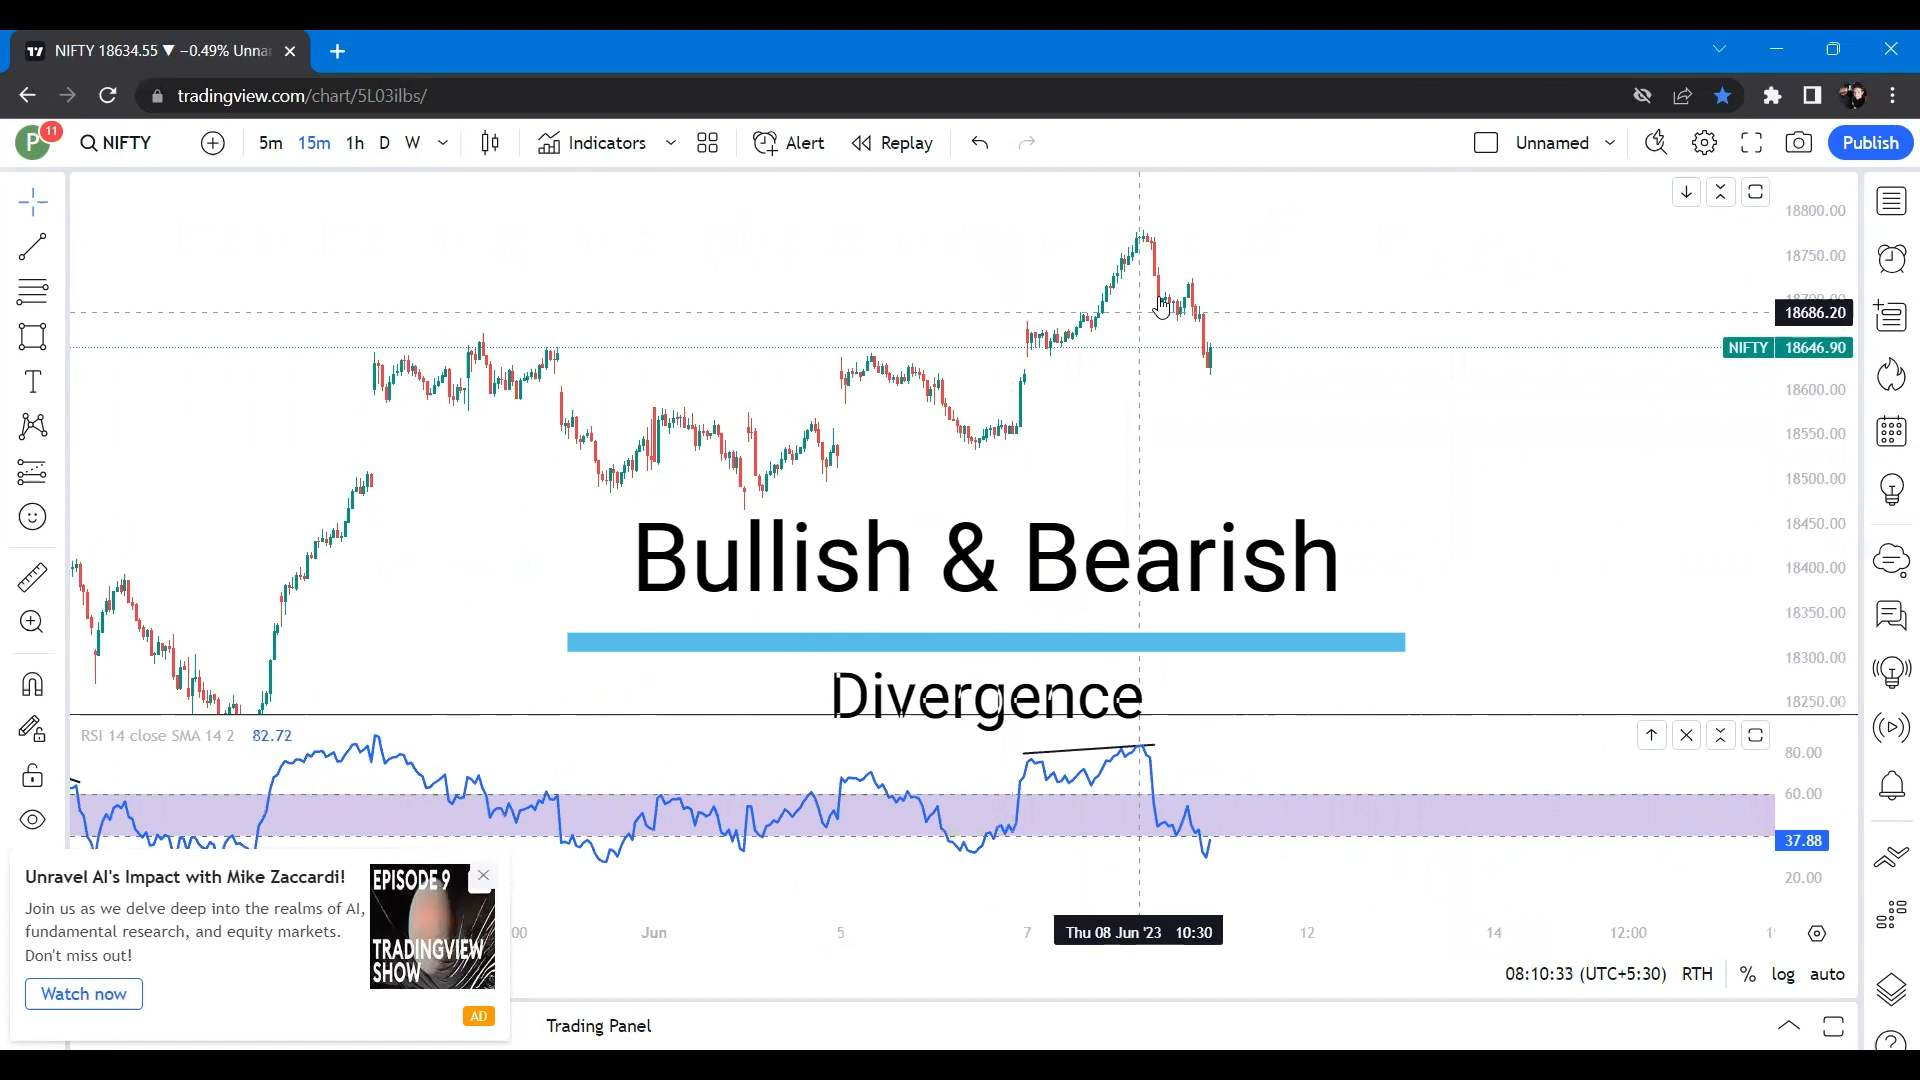 NIFTY 18634.55 ▼ −0.49% Unna
tradingview.com/chart/5L03ilbs/
P 11 NIFTY 5m 15m 1h D W Indicators Alert Replay Unnamed Publish
18800.00
18750.00
18686.20
NIFTY 18646.90
18600.00
18550.00
18500.00
18450.00
18400.00
18350.00
18300.00
18250.00
Bullish & Bearish
Divergence
RSI 14 close SMA 14 2 82.72
80.00
60.00
37.88
20.00
Unravel AI's Impact with Mike Zaccardi!
Join us as we delve deep into the realms of AI,
fundamental research, and equity markets.
Don't miss out!
Watch now
EPISODE 9
TRADINGVIEW
SHOW
AD
:00 Jun 5 7 Thu 08 Jun '23 10:30 12 14 12:00
08:10:33 (UTC+5:30) RTH % log auto
Trading Panel